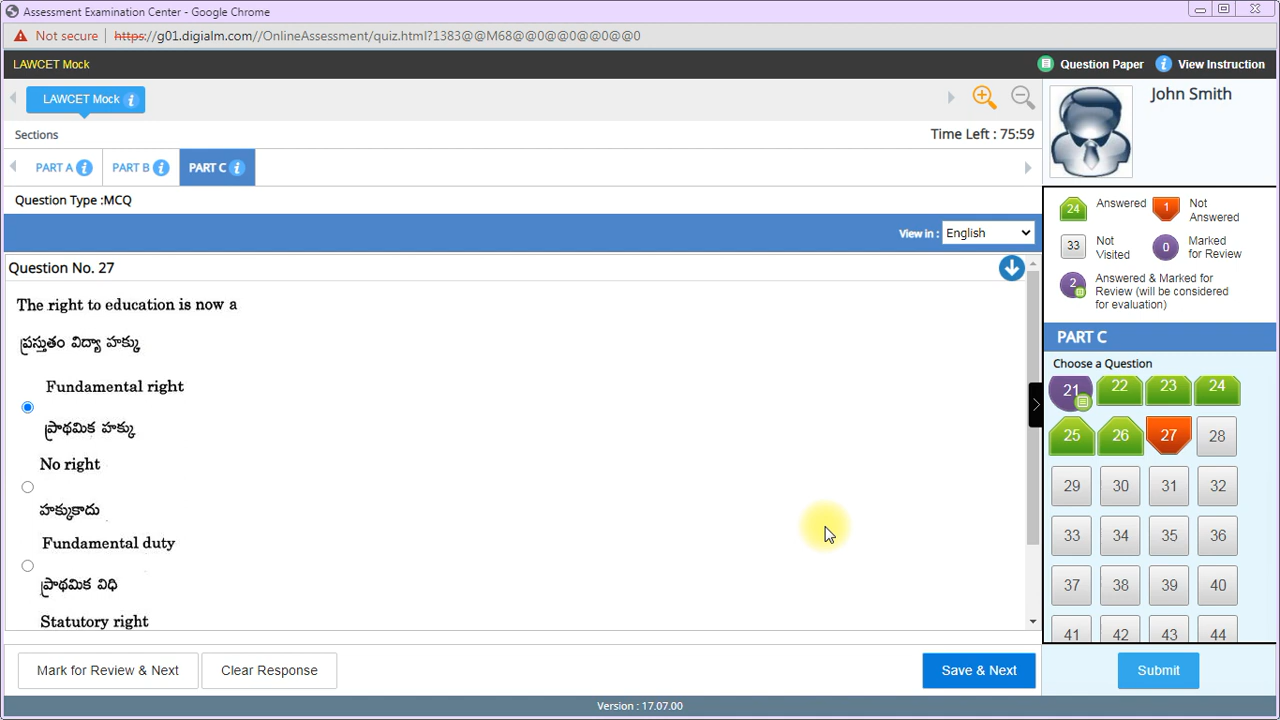 Assessment Examination Center - Google Chrome
Not secure https://g01.digialm.com//OnlineAssessment/quiz.html?1383@@M68@@0@@0@@0@@0
LAWCET Mock
Question Paper
i View Instruction
LAWCET Mock i
John Smith
Sections
Time Left : 75:59
PART A i
PART B i
PART C i
Question Type :MCQ
View in : English
Question No. 27
The right to education is now a
ప్రస్తుతం విద్యా హక్కు
Fundamental right
ప్రాథమిక హక్కు
No right
హక్కుకాదు
Fundamental duty
ప్రాథమిక విధి
Statutory right
Mark for Review & Next
Clear Response
Save & Next
24 Answered
1 Not Answered
33 Not Visited
0 Marked for Review
2 Answered & Marked for
Review (will be considered
for evaluation)
PART C
Choose a Question
21 22 23 24
25 26 27 28
29 30 31 32
33 34 35 36
37 38 39 40
41 42 43 44
Submit
Version : 17.07.00